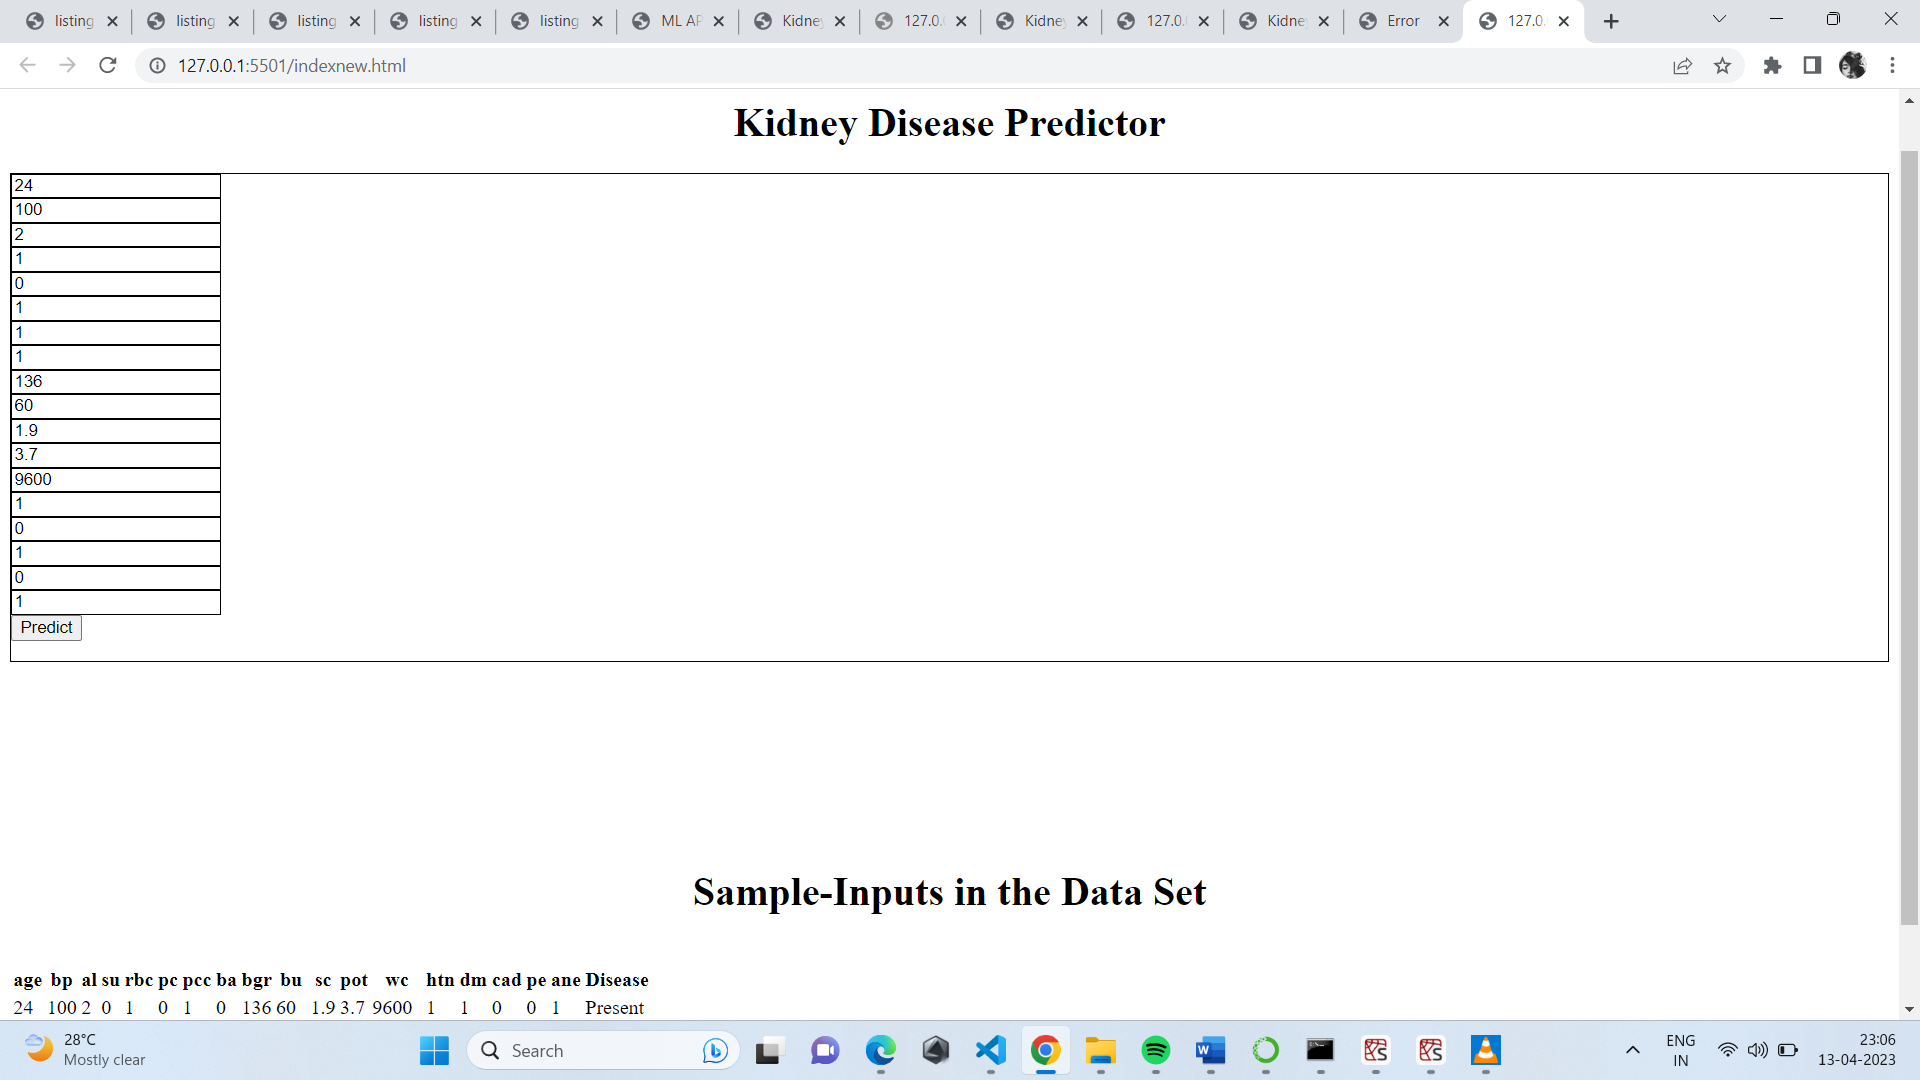 listing listing listing listing listing ML AP Kidney 127.0. Kidney 127.0. Kidney Error 127.0.
127.0.0.1:5501/indexnew.html
Kidney Disease Predictor
24
100
2
1
0
1
1
1
136
60
1.9
3.7
9600
1
0
1
0
1
Predict
Sample-Inputs in the Data Set
age bp al su rbc pc pcc ba bgr bu sc pot wc htn dm cad pe ane Disease
24 100 2 0 1 0 1 0 136 60 1.9 3.7 9600 1 1 0 0 1 Present
28°C
Mostly clear
Search
ENG
IN
23:06
13-04-2023